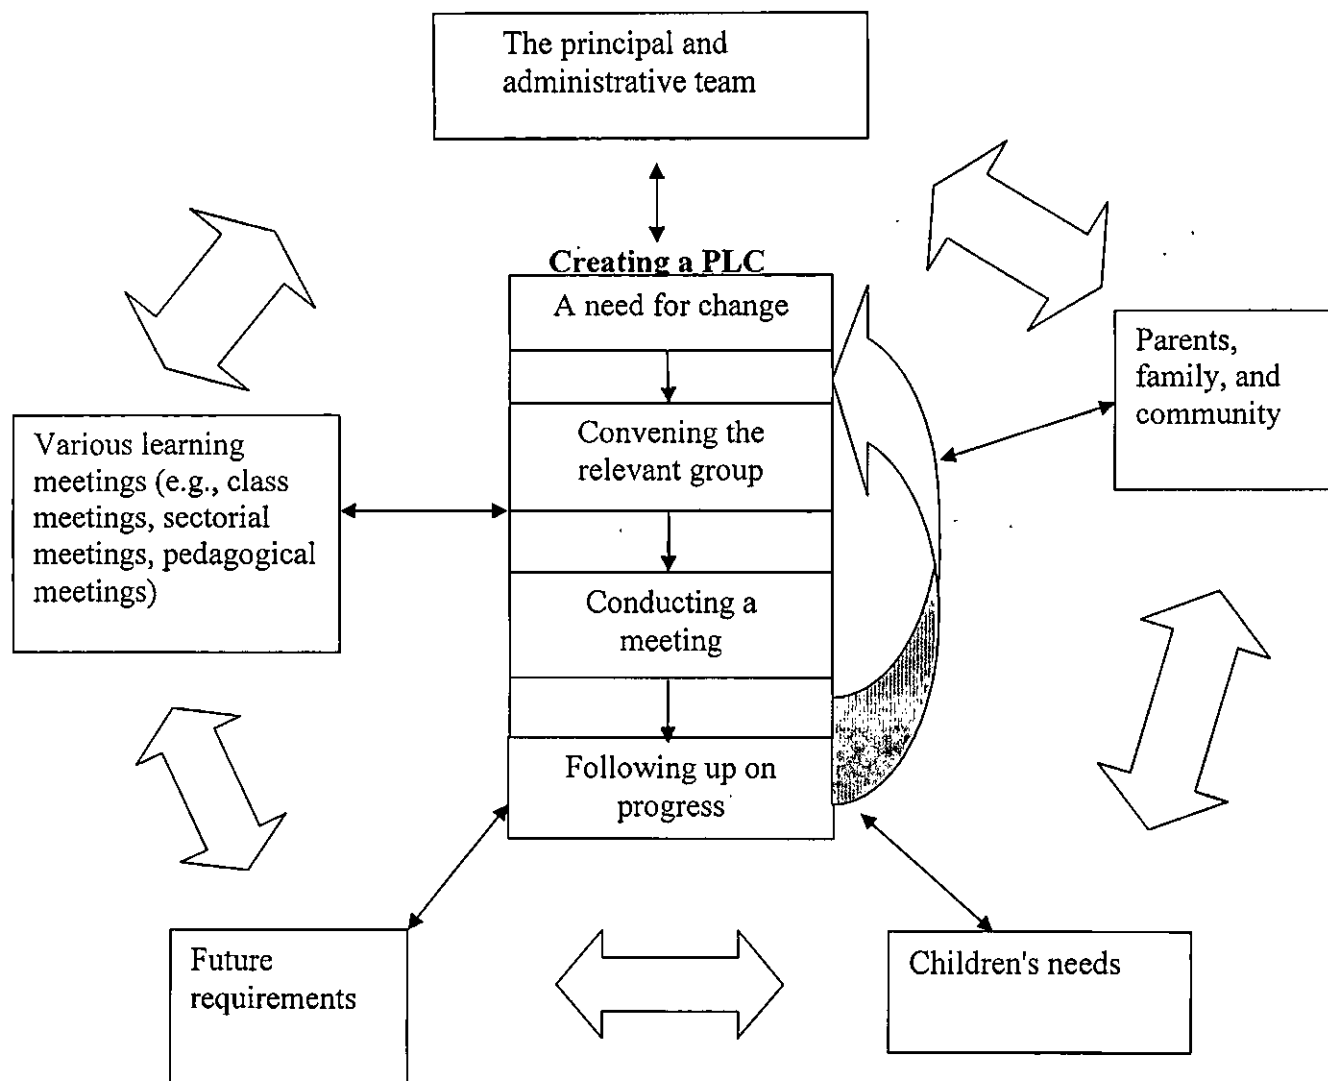 The principal and
administrative team
Creating a PLC
A need for change
Convening the
relevant group
Conducting a
meeting
Following up on
progress
Various learning
meetings (e.g., class
meetings, sectorial
meetings, pedagogical
meetings)
Parents,
family, and
community
Future
requirements
Children's needs